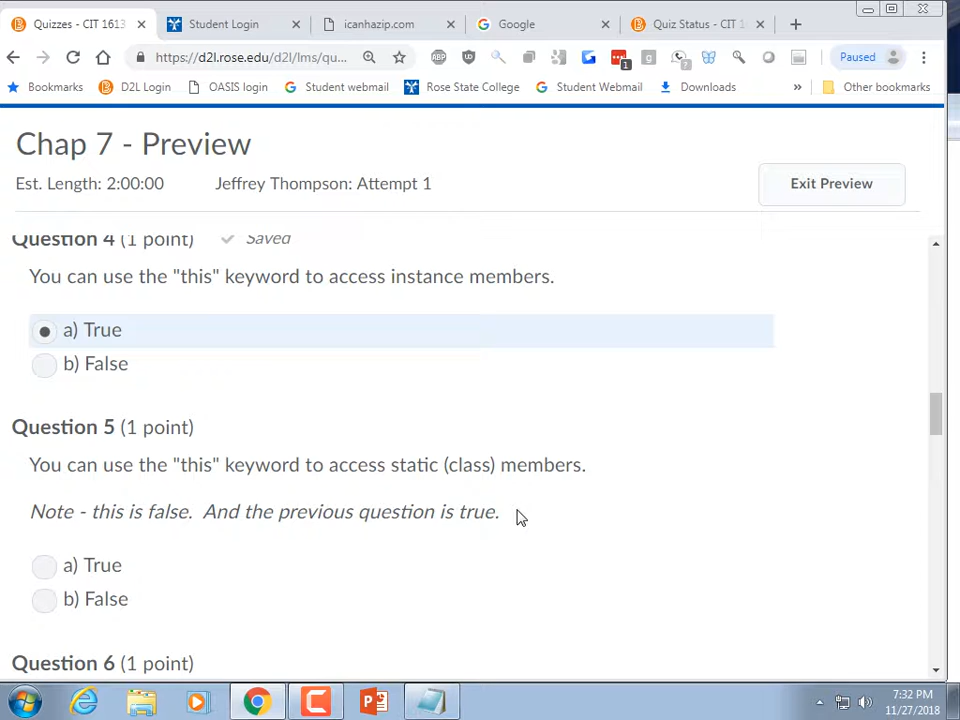 Quizzes - CIT 1613
Student Login
icanhazip.com
Google
Quiz Status - CIT 1
https://d2l.rose.edu/d2l/lms/qu...
Paused
Bookmarks
D2L Login
OASIS login
Student webmail
Rose State College
Student Webmail
Downloads
»
Other bookmarks
Chap 7 - Preview
Est. Length: 2:00:00
Jeffrey Thompson: Attempt 1
Exit Preview
Question 4 (1 point)
Saved
You can use the "this" keyword to access instance members.
a) True
b) False
Question 5 (1 point)
You can use the "this" keyword to access static (class) members.
Note - this is false. And the previous question is true.
a) True
b) False
Question 6 (1 point)
7:32 PM
11/27/2018